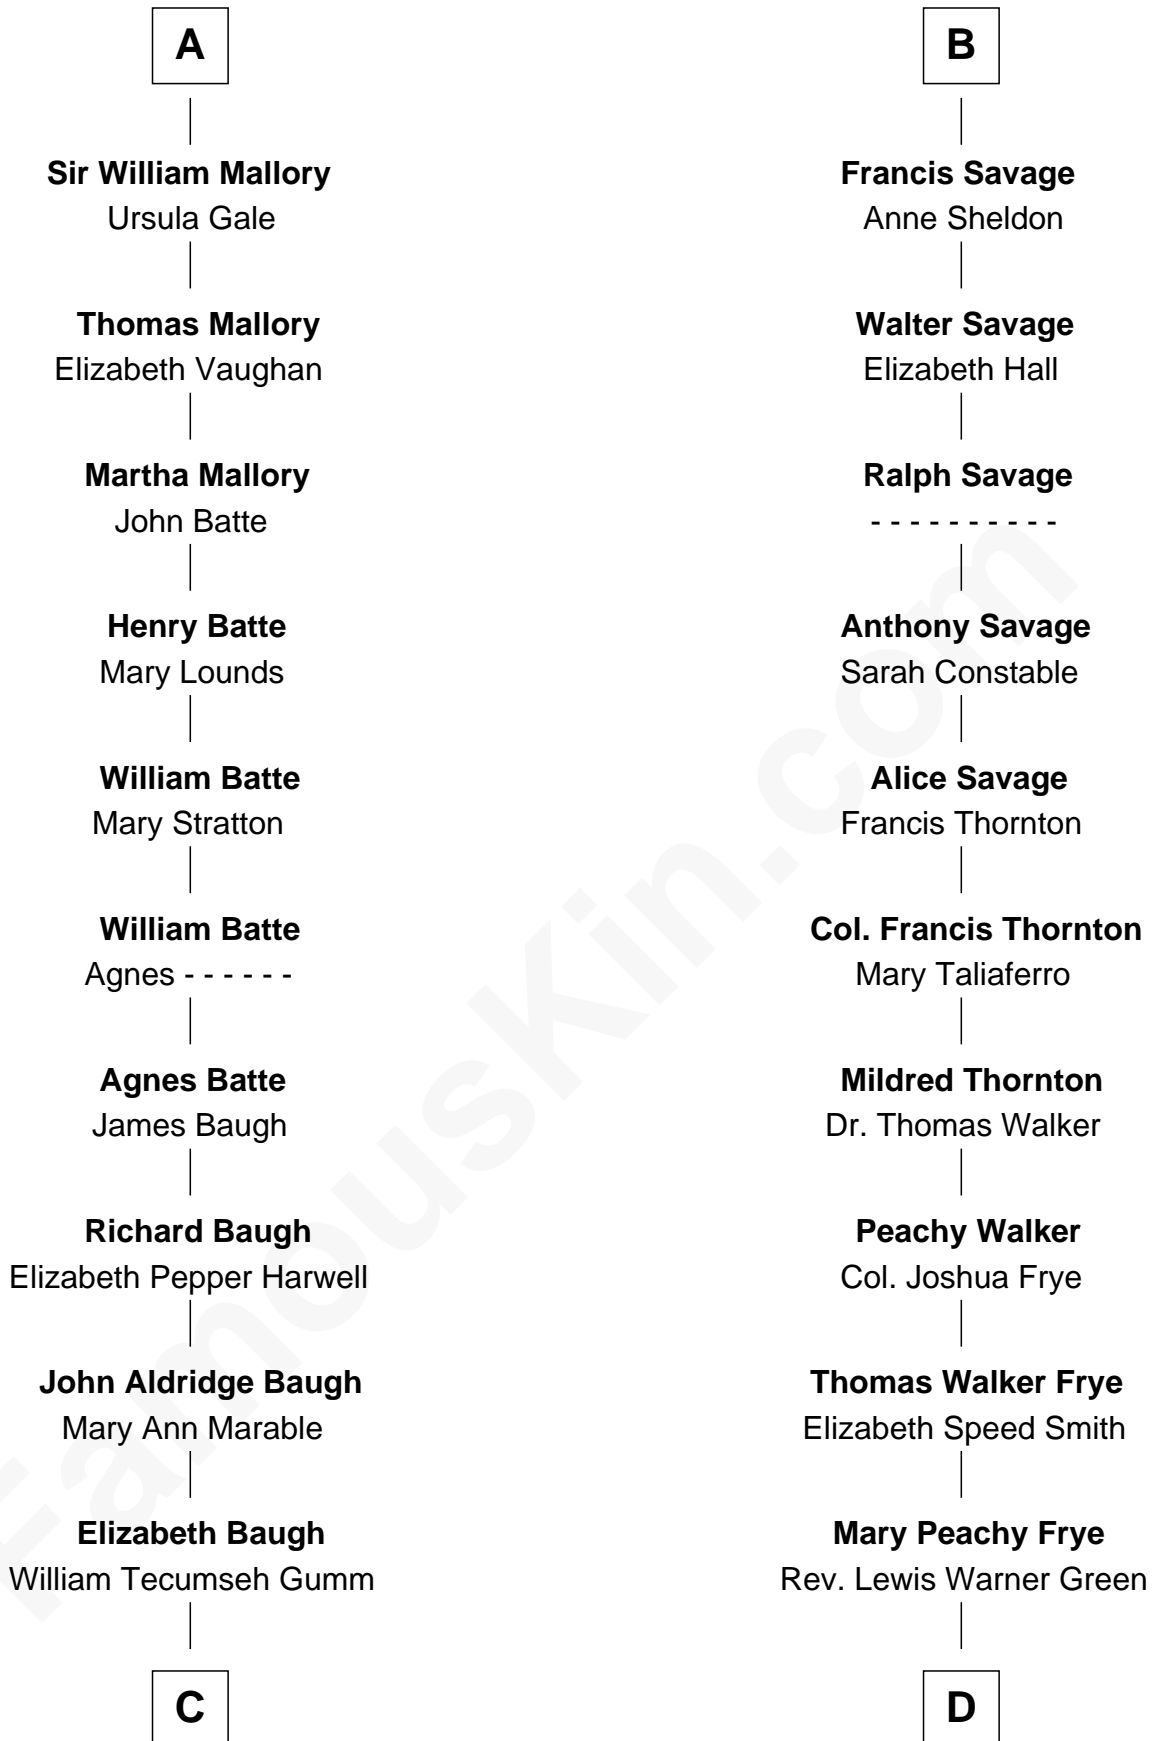 A
Sir William Mallory
Ursula Gale
Thomas Mallory
Elizabeth Vaughan
Martha Mallory
John Batte
Henry Batte
Mary Lounds
William Batte
Mary Stratton
William Batte
Agnes - - - - - -
Agnes Batte
James Baugh
Richard Baugh
Elizabeth Pepper Harwell
John Aldridge Baugh
Mary Ann Marable
Elizabeth Baugh
William Tecumseh Gumm
C
B
Francis Savage
Anne Sheldon
Walter Savage
Elizabeth Hall
Ralph Savage
- - - - - - - - - -
Anthony Savage
Sarah Constable
Alice Savage
Francis Thornton
Col. Francis Thornton
Mary Taliaferro
Mildred Thornton
Dr. Thomas Walker
Peachy Walker
Col. Joshua Frye
Thomas Walker Frye
Elizabeth Speed Smith
Mary Peachy Frye
Rev. Lewis Warner Green
D
FamousKin.com